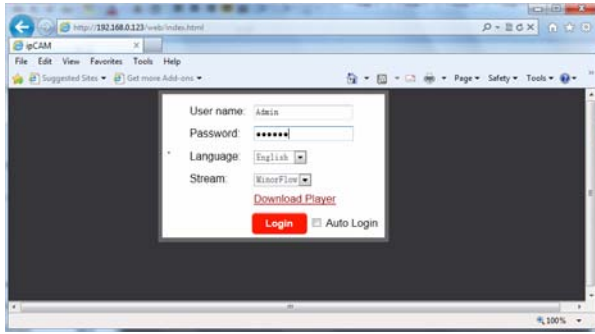 http://192.168.0.123/web/index.html
ipCAM
File Edit View Favorites Tools Help
Suggested Sites Get more Add-ons Page Safety Tools
User name: Admin
Password: ••••••
Language: English
Stream: MinorFlow
Download Player
Login Auto Login
100%